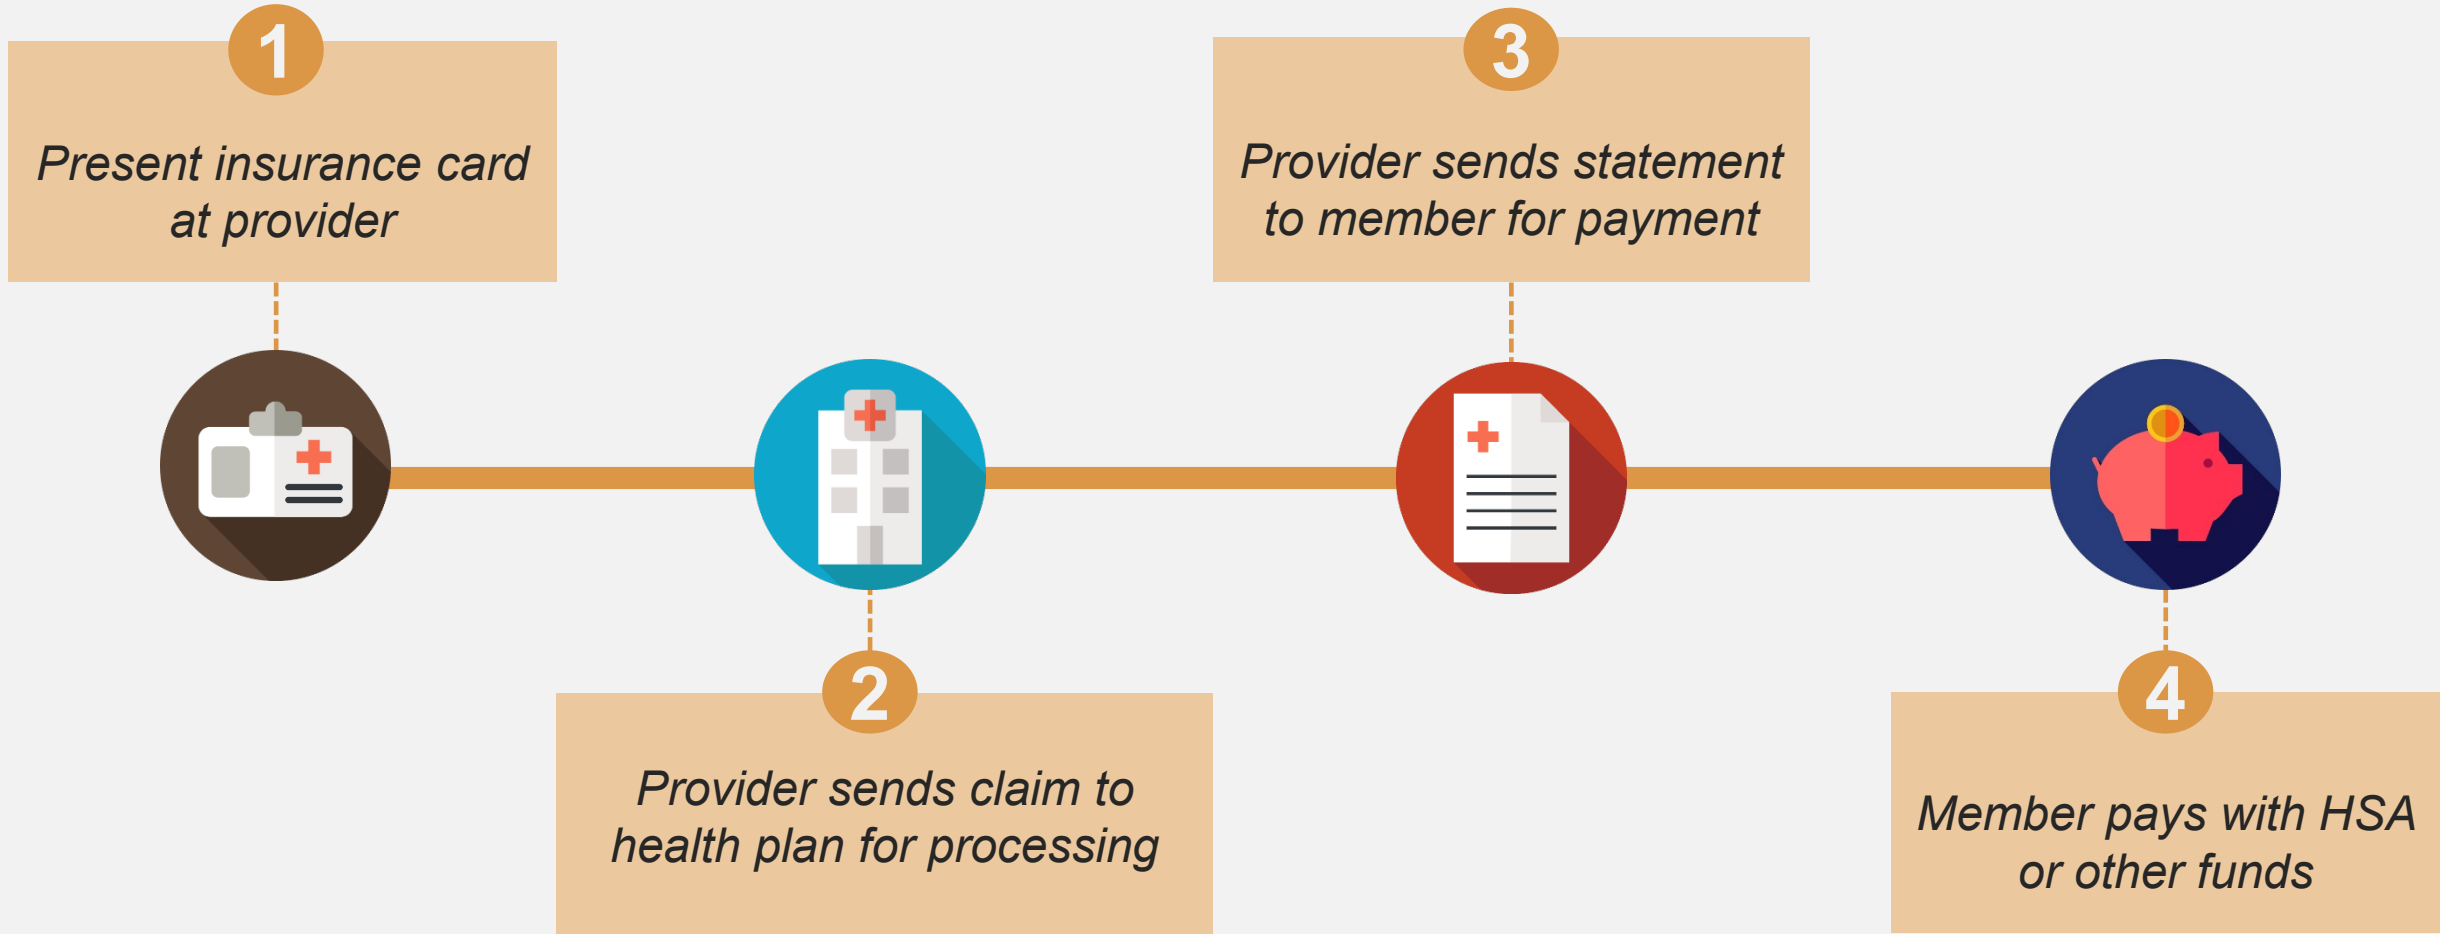 1
Present insurance card
at provider
2
Provider sends claim to
health plan for processing
3
Provider sends statement
to member for payment
4
Member pays with HSA
or other funds